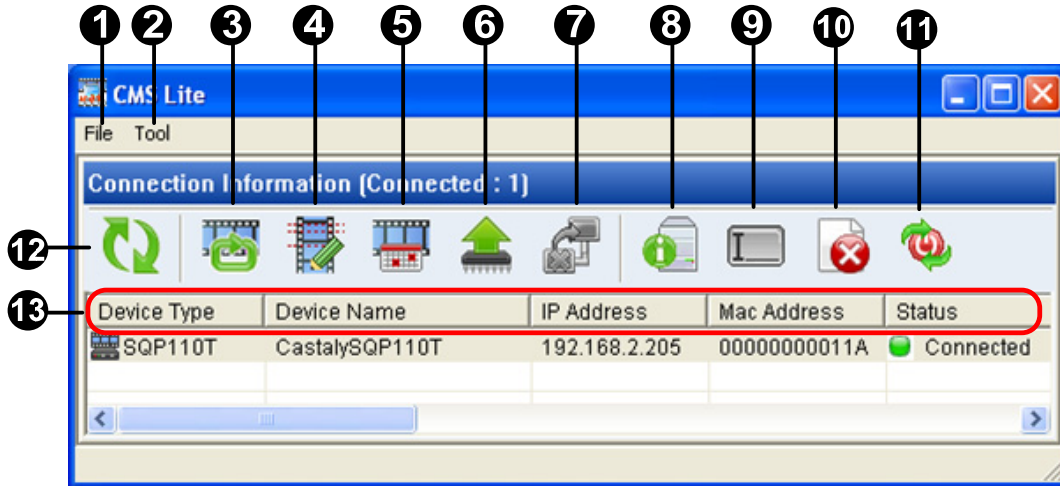 1 2 3 4 5 6 7 8 9 10 11
CMS Lite
File Tool
Connection Information (Connected : 1)
12
13
Device Type Device Name IP Address Mac Address Status
SQP110T CastalySQP110T 192.168.2.205 00000000011A Connected